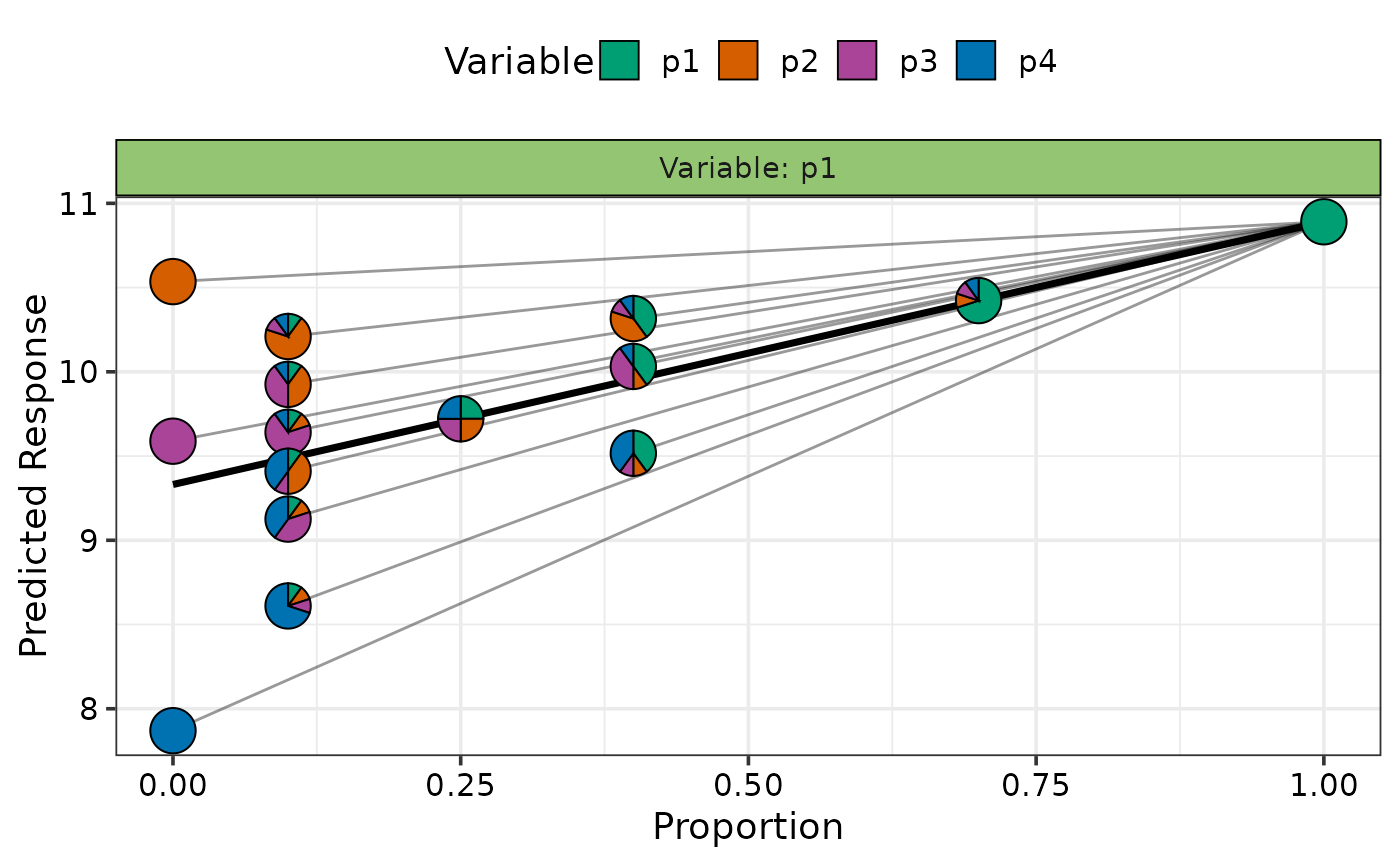 Variable p1 p2 p3 p4
Variable: p1
11
10
9
8
Predicted Response
0.00 0.25 0.50 0.75 1.00
Proportion